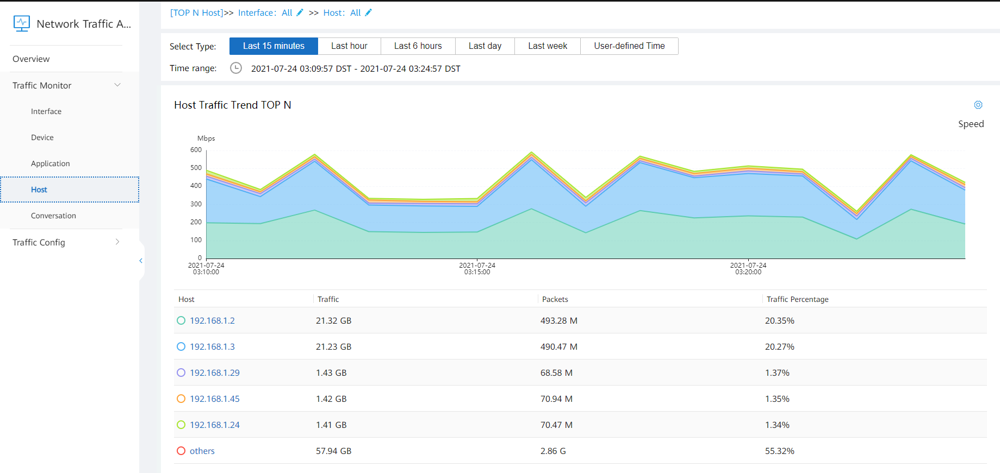 Network Traffic A...
Overview
Traffic Monitor
Interface
Device
Application
Host
Conversation
Traffic Config
[TOP N Host]>> Interface: All >> Host: All
Select Type: Last 15 minutes Last hour Last 6 hours Last day Last week User-defined Time
Time range: 2021-07-24 03:09:57 DST - 2021-07-24 03:24:57 DST
Host Traffic Trend TOP N
Speed
Mbps
600
500
400
300
200
100
0
2021-07-24 2021-07-24 2021-07-24
03:10:00 03:15:00 03:20:00
Host Traffic Packets Traffic Percentage
192.168.1.2 21.32 GB 493.28 M 20.35%
192.168.1.3 21.23 GB 490.47 M 20.27%
192.168.1.29 1.43 GB 68.58 M 1.37%
192.168.1.45 1.42 GB 70.94 M 1.35%
192.168.1.24 1.41 GB 70.47 M 1.34%
others 57.94 GB 2.86 G 55.32%